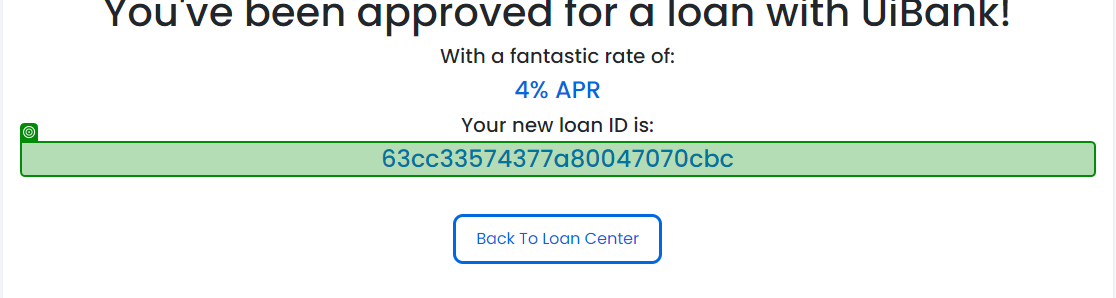 You've been approved for a loan with UiBank!
With a fantastic rate of:
4% APR
Your new loan ID is:
63cc33574377a80047070cbc
Back To Loan Center